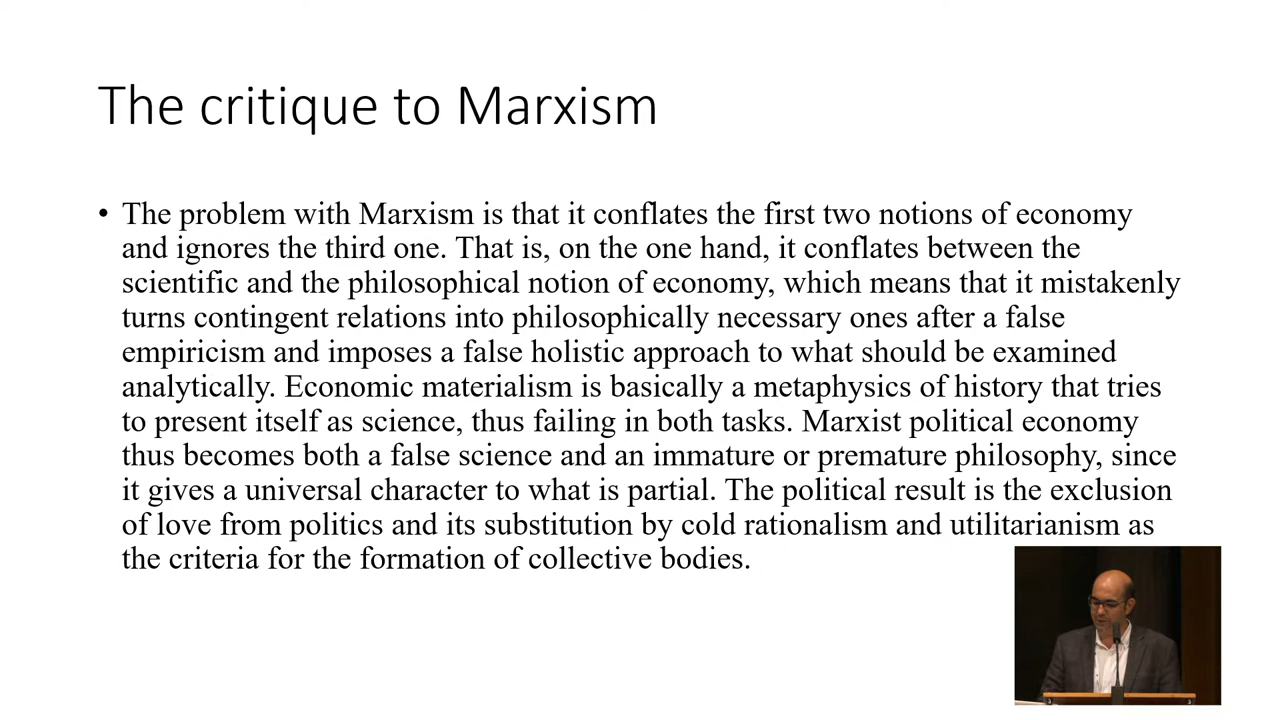 The critique to Marxism
• The problem with Marxism is that it conflates the first two notions of economy
and ignores the third one. That is, on the one hand, it conflates between the
scientific and the philosophical notion of economy, which means that it mistakenly
turns contingent relations into philosophically necessary ones after a false
empiricism and imposes a false holistic approach to what should be examined
analytically. Economic materialism is basically a metaphysics of history that tries
to present itself as science, thus failing in both tasks. Marxist political economy
thus becomes both a false science and an immature or premature philosophy, since
it gives a universal character to what is partial. The political result is the exclusion
of love from politics and its substitution by cold rationalism and utilitarianism as
the criteria for the formation of collective bodies.